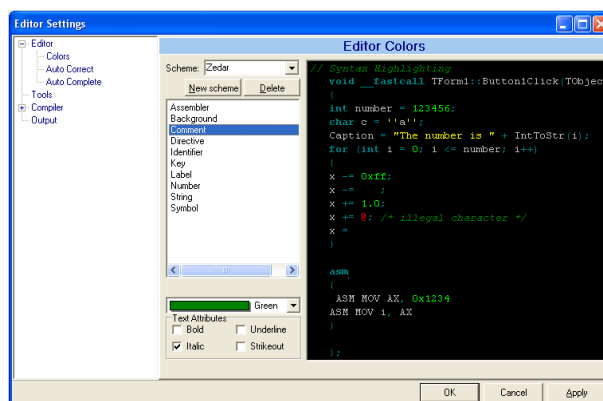 Editor Settings
Editor
Colors
Auto Correct
Auto Complete
Tools
Compiler
Output
Editor Colors
Scheme: Zedar
New scheme
Delete
Assembler
Background
Comment
Directive
Identifier
Key
Label
Number
String
Symbol
Green
Text Attributes
Bold
Underline
Italic
Strikeout
// Syntax Highlighting
void __fastcall TForm1::Button1Click(TObjec
{
int number = 123456;
char c = ''a'';
Caption = "The number is " + IntToStr(i);
for (int i = 0; i <= number; i++)
{
x -= 0xff;
x -= ;
x += 1.0;
x += @; /* illegal character */
x =
}
asm
{
ASM MOV AX, 0x1234
ASM MOV i, AX
}
};
OK
Cancel
Apply